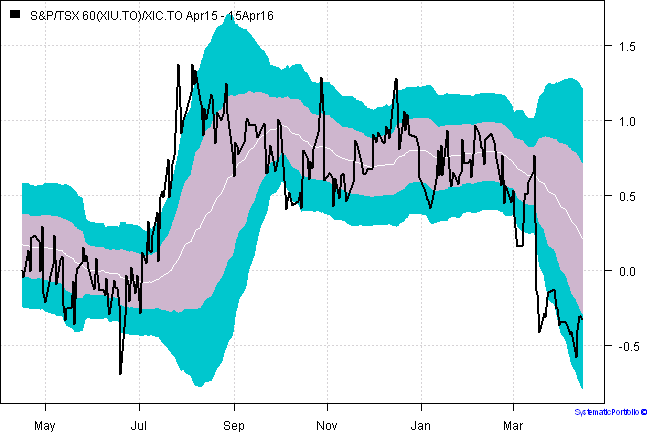 S&P/TSX 60(XIU.TO)/XIC.TO Apr15 - 15Apr16
1.5
1.0
0.5
0.0
-0.5
May Jul Sep Nov Jan Mar
SystematicPortfolio ©